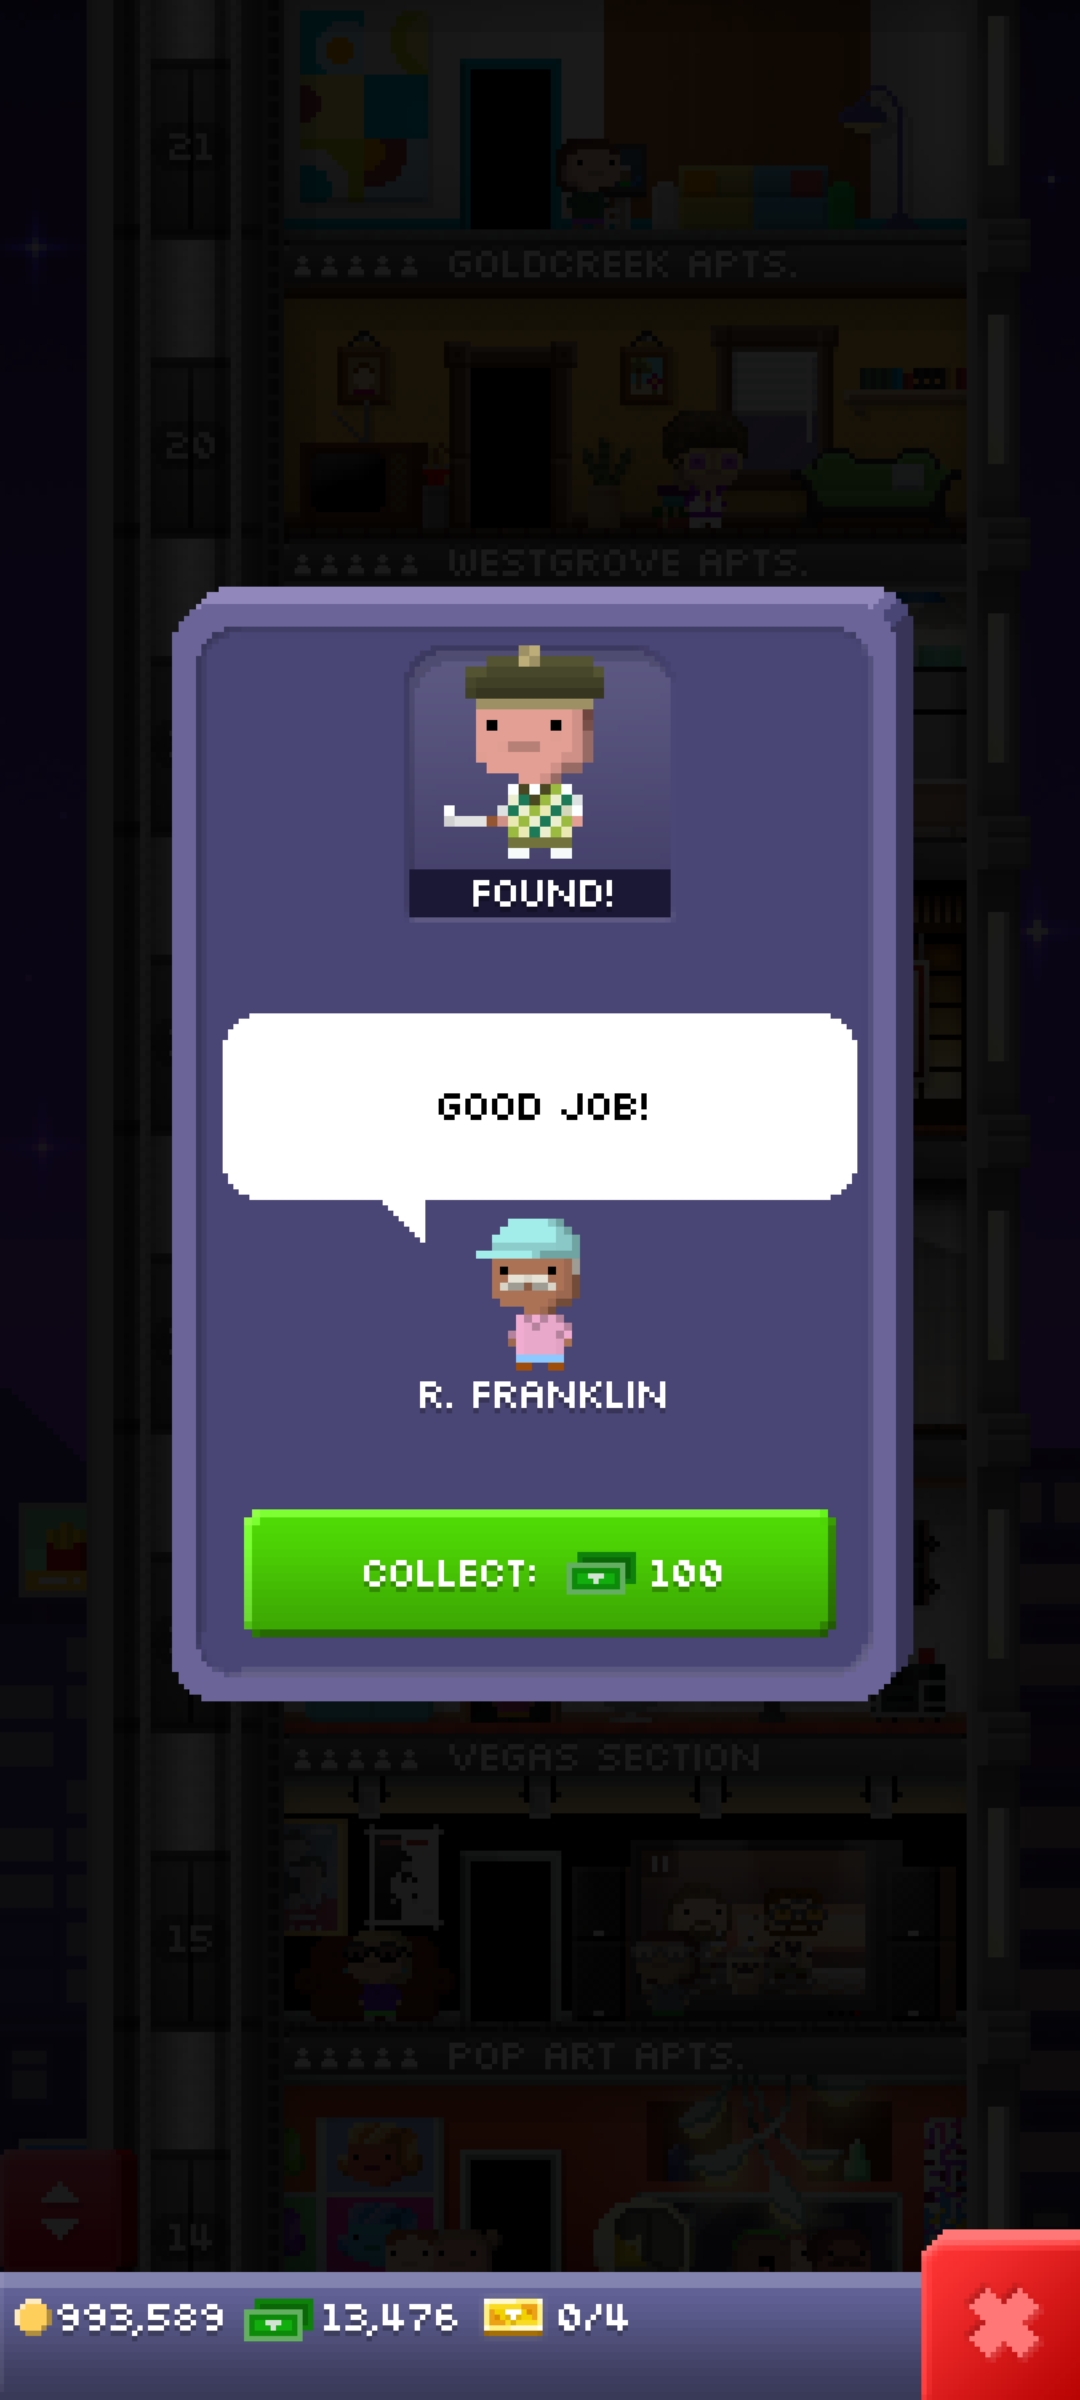 21
GOLDCREEK APTS.
20
WESTGROVE APTS.
FOUND!
GOOD JOB!
R. FRANKLIN
COLLECT: 100
VEGAS SECTION
15
POP ART APTS.
14
993,589 13,476 0/4